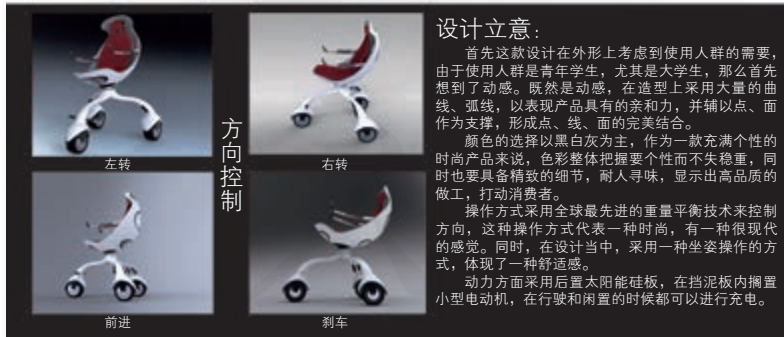 左转
右转
前进
刹车
方向控制
设计立意：
首先这款设计在外形上考虑到使用人群的需要，
由于使用人群是青年学生，尤其是大学生，那么首先
想到了动感。既然是动感，在造型上采用大量的曲
线、弧线，以表现产品具有的亲和力，并辅以点、面
作为支撑，形成点、线、面的完美结合。
颜色的选择以黑白灰为主，作为一款充满个性的
时尚产品来说，色彩整体把握要个性而不失稳重，同
时也要具备精致的细节，耐人寻味，显示出高品质的
做工，打动消费者。
操作方式采用全球最先进的重量平衡技术来控制
方向，这种操作方式代表一种时尚，有一种很现代
的感觉。同时，在设计当中，采用一种坐姿操作的方
式，体现了一种舒适感。
动力方面采用后置太阳能硅板，在挡泥板内搁置
小型电动机，在行驶和闲置的时候都可以进行充电。